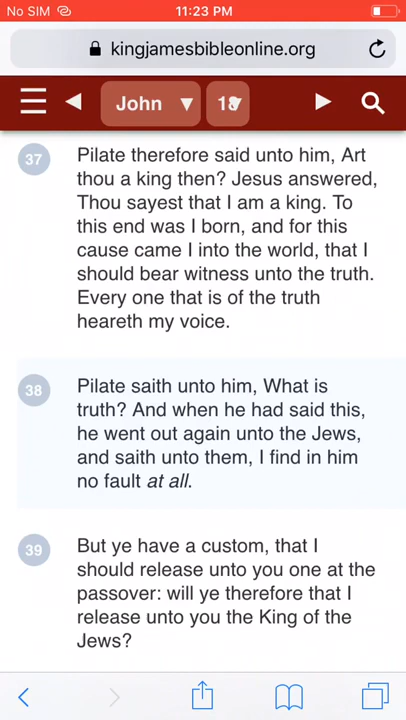 No SIM 11:23 PM
kingjamesbibleonline.org
John 18
37 Pilate therefore said unto him, Art
thou a king then? Jesus answered,
Thou sayest that I am a king. To
this end was I born, and for this
cause came I into the world, that I
should bear witness unto the truth.
Every one that is of the truth
heareth my voice.
38 Pilate saith unto him, What is
truth? And when he had said this,
he went out again unto the Jews,
and saith unto them, I find in him
no fault at all.
39 But ye have a custom, that I
should release unto you one at the
passover: will ye therefore that I
release unto you the King of the
Jews?